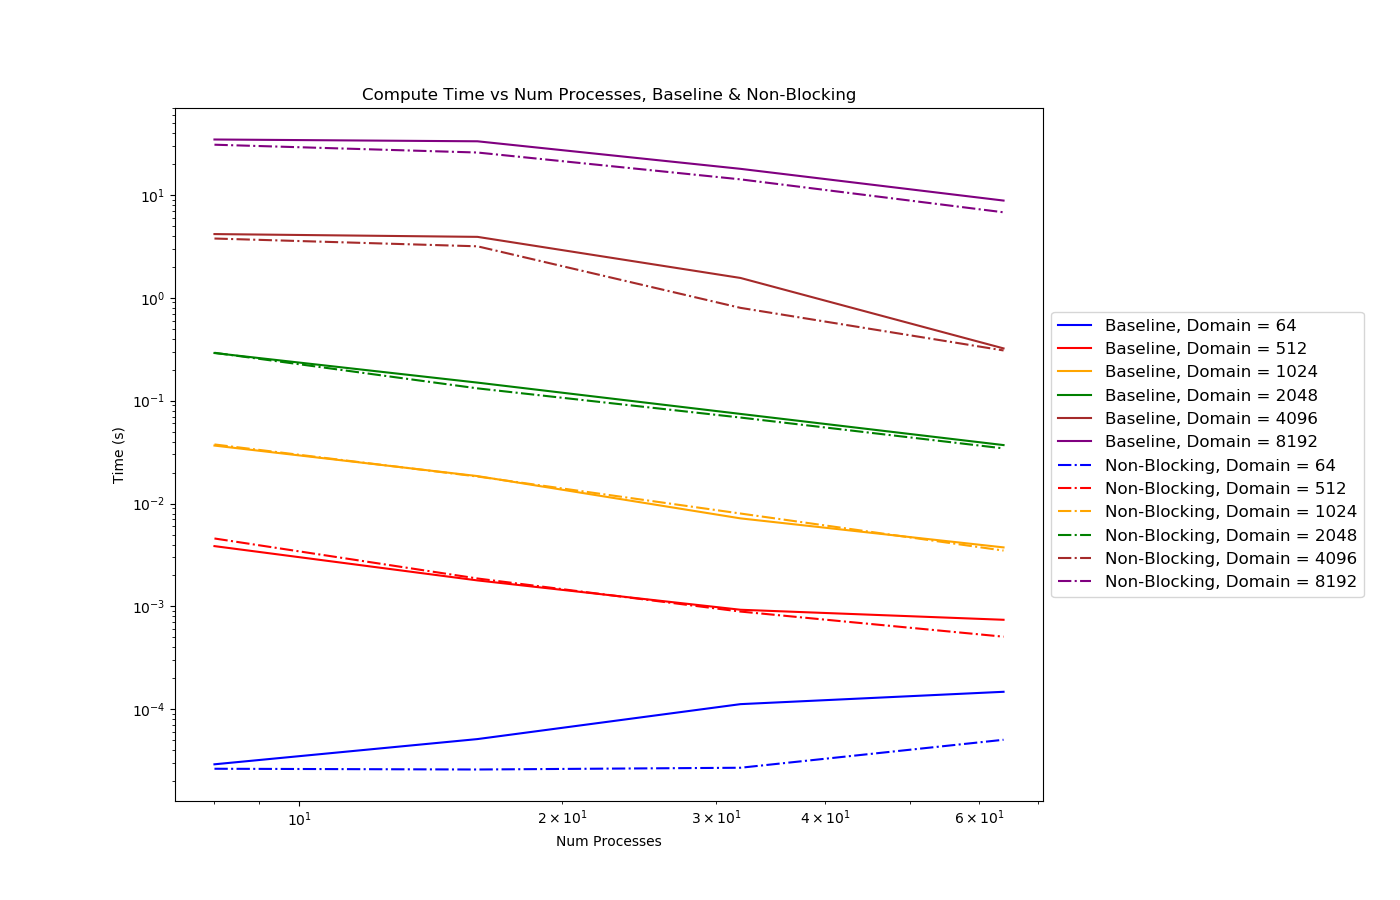 Compute Time vs Num Processes, Baseline & Non-Blocking
Time (s)
10¹
10⁰
10⁻¹
10⁻²
10⁻³
10⁻⁴
10¹
2 × 10¹
3 × 10¹
4 × 10¹
6 × 10¹
Num Processes
Baseline, Domain = 64
Baseline, Domain = 512
Baseline, Domain = 1024
Baseline, Domain = 2048
Baseline, Domain = 4096
Baseline, Domain = 8192
Non-Blocking, Domain = 64
Non-Blocking, Domain = 512
Non-Blocking, Domain = 1024
Non-Blocking, Domain = 2048
Non-Blocking, Domain = 4096
Non-Blocking, Domain = 8192